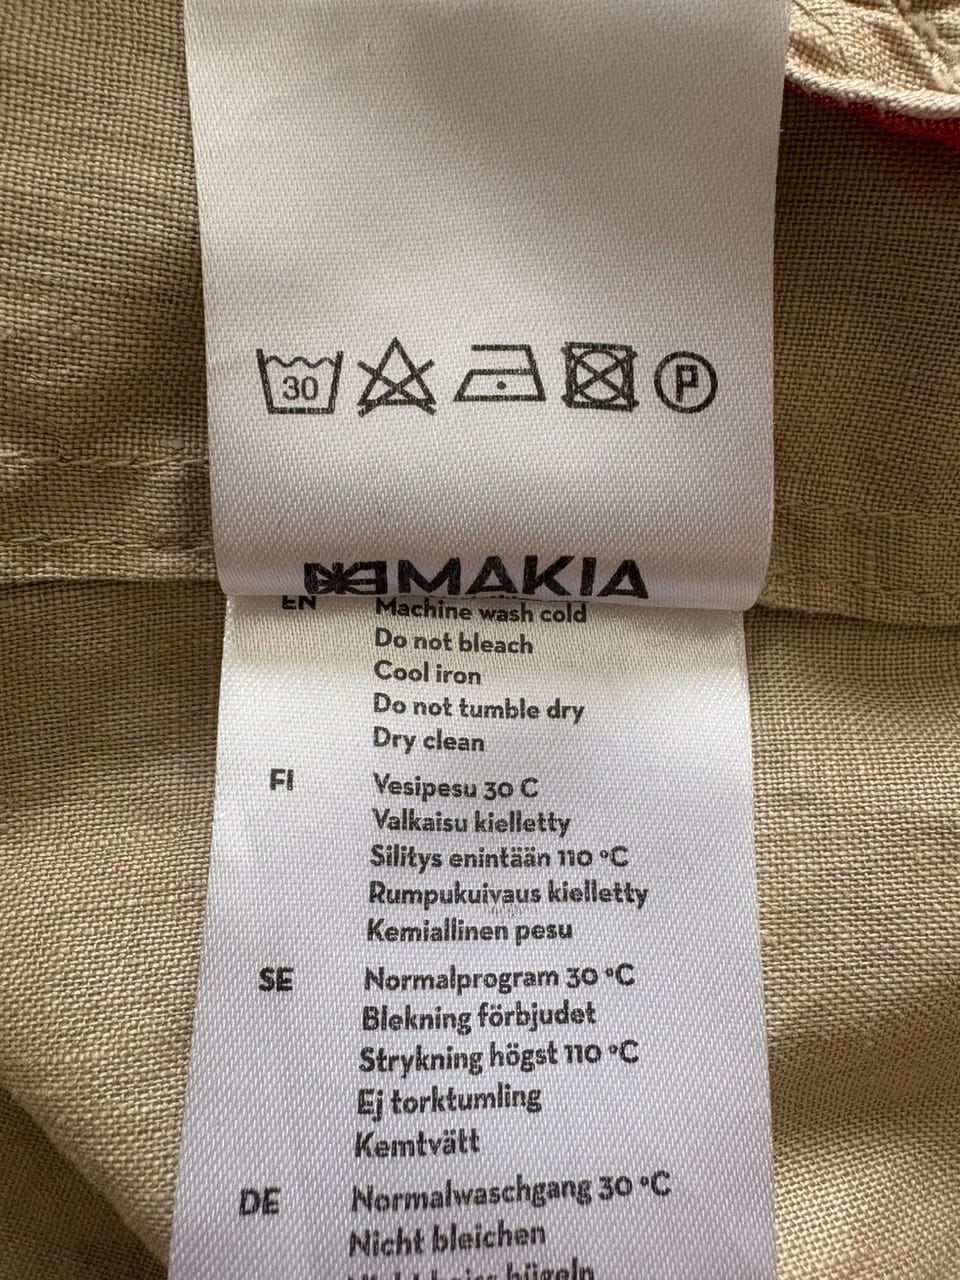 30
P
MAKIA
EN Machine wash cold
Do not bleach
Cool iron
Do not tumble dry
Dry clean
FI Vesipesu 30 C
Valkaisu kielletty
Silitys enintään 110 °C
Rumpukuivaus kielletty
Kemiallinen pesu
SE Normalprogram 30 °C
Blekning förbjudet
Strykning högst 110 °C
Ej torktumling
Kemtvätt
DE Normalwaschgang 30 °C
Nicht bleichen
bügeln